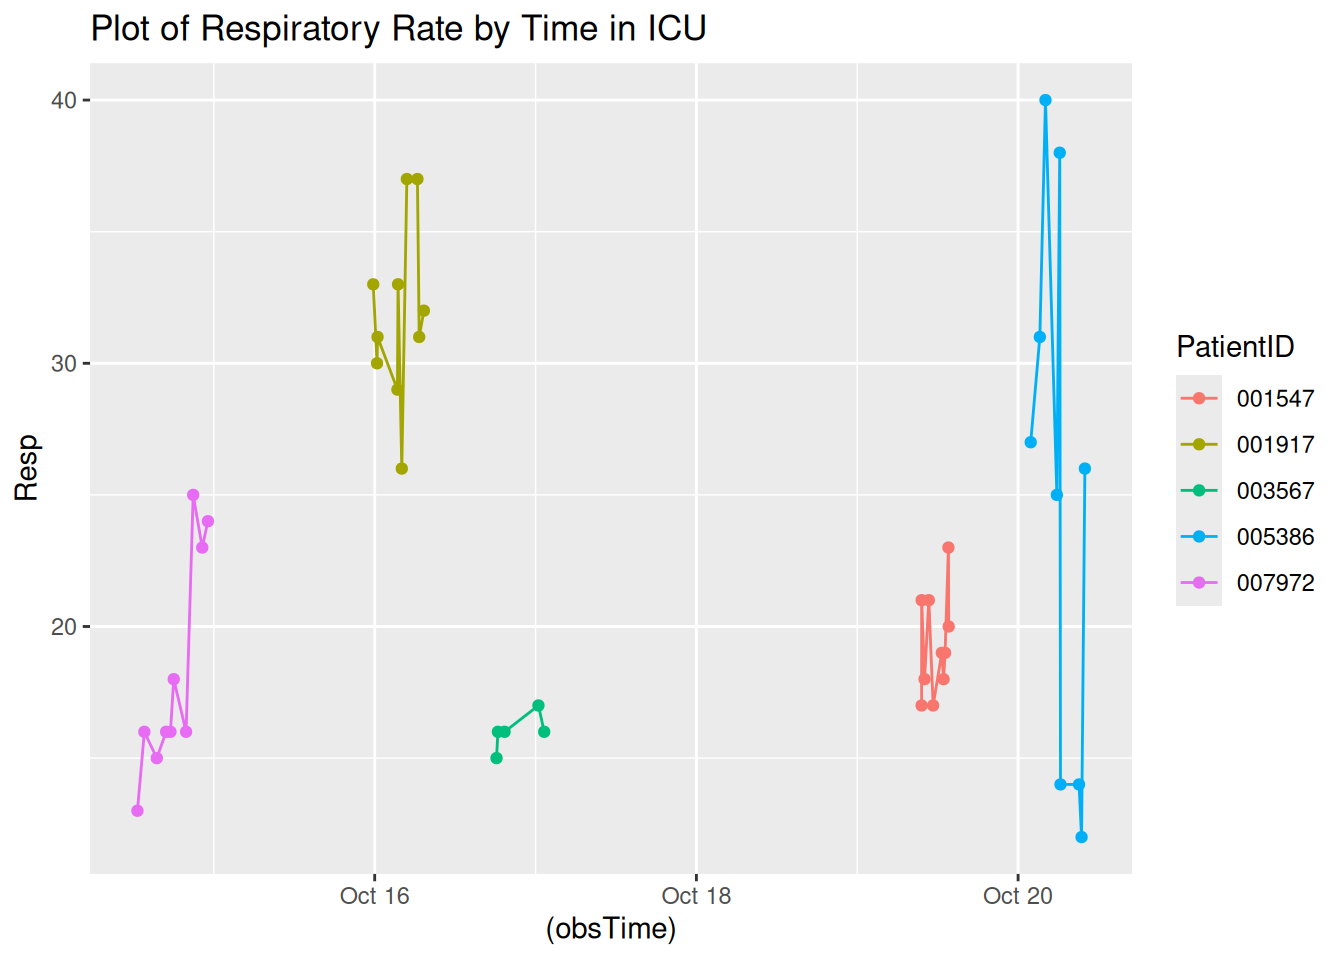 Plot of Respiratory Rate by Time in ICU
Resp
40
30
20
Oct 16
Oct 18
Oct 20
(obsTime)
PatientID
001547
001917
003567
005386
007972